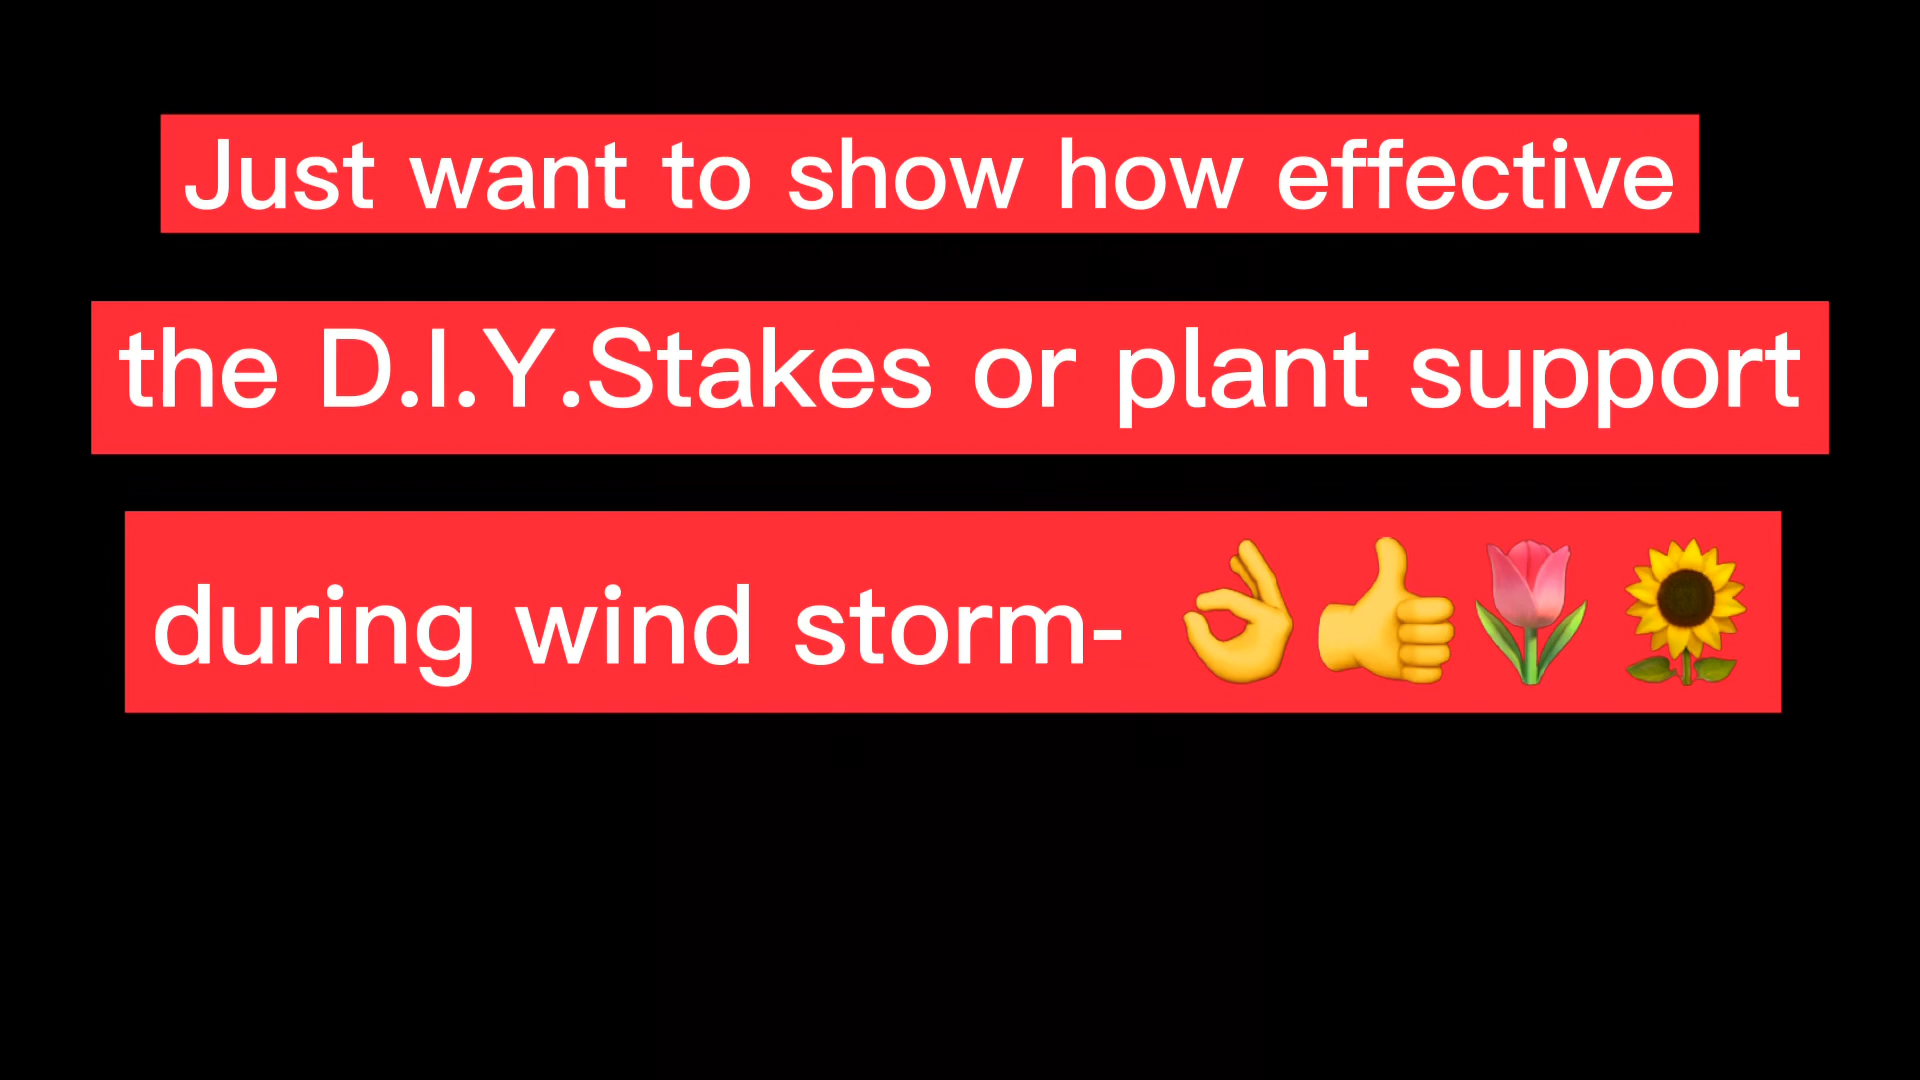 Just want to show how effective
the D.I.Y.Stakes or plant support
during wind storm- 👌👍🌷🌻